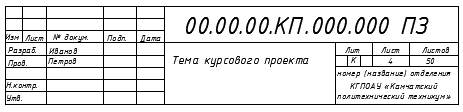 00.00.00.КП.000.000 ПЗ
Изм Лист № докум. Подп. Дата
Разраб. Иванов
Пров. Петров
Н.контр.
Утв.
Тема курсового проекта
Лит Лист Листов
К 4 50
номер (название) отделения
КГПОАУ «Камчатский
политехнический техникум»